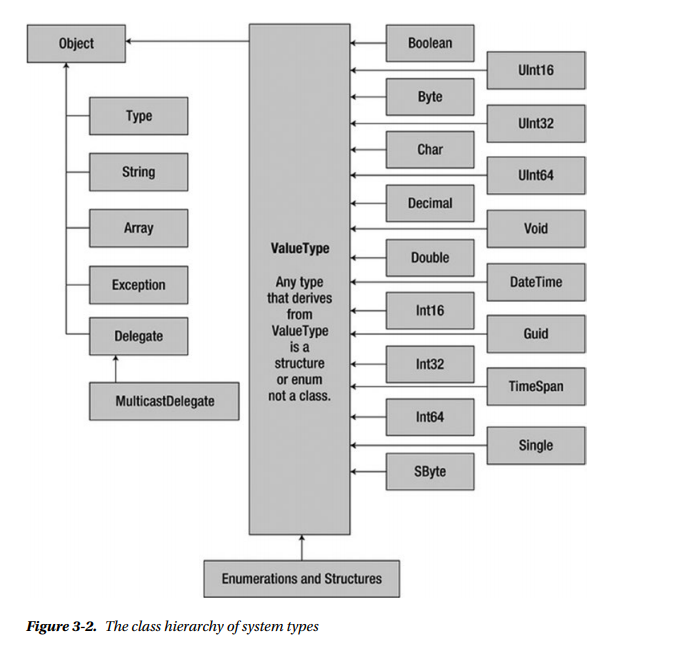 Object
Type
String
Array
Exception
Delegate
MulticastDelegate
ValueType
Any type
that derives
from
ValueType
is a
structure
or enum
not a class.
Boolean
UInt16
Byte
UInt32
Char
UInt64
Decimal
Void
Double
DateTime
Int16
Guid
Int32
TimeSpan
Int64
Single
SByte
Enumerations and Structures
Figure 3-2. The class hierarchy of system types